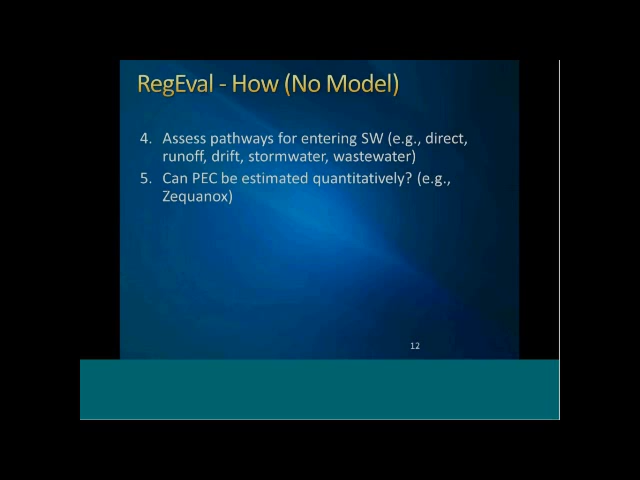 RegEval - How (No Model)
4. Assess pathways for entering SW (e.g., direct,
runoff, drift, stormwater, wastewater)
5. Can PEC be estimated quantitatively? (e.g.,
Zequanox)
12